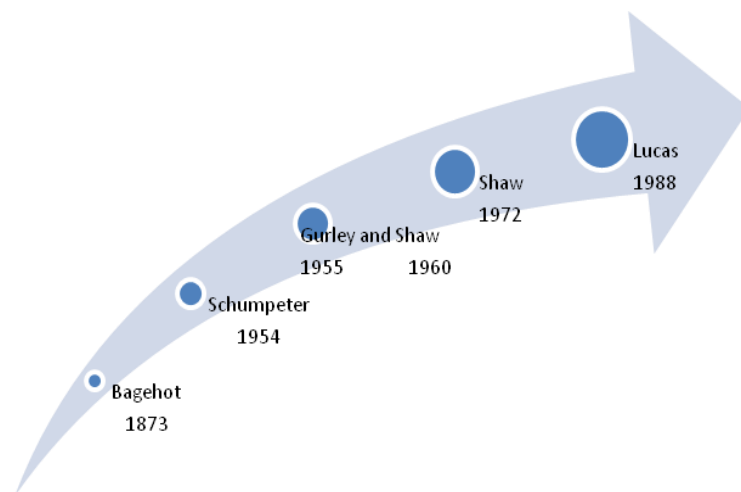 Bagehot
1873
Schumpeter
1954
Gurley and Shaw
1955 1960
Shaw
1972
Lucas
1988